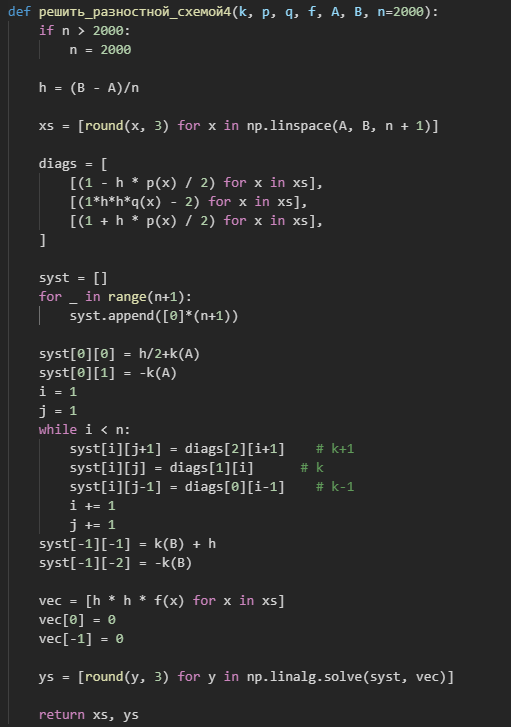 def решить_разностной_схемой4(k, p, q, f, A, B, n=2000):
    if n > 2000:
        n = 2000

    h = (B - A)/n

    xs = [round(x, 3) for x in np.linspace(A, B, n + 1)]

    diags = [
        [(1 - h * p(x) / 2) for x in xs],
        [(1*h*h*q(x) - 2) for x in xs],
        [(1 + h * p(x) / 2) for x in xs],
    ]

    syst = []
    for _ in range(n+1):
        syst.append([0]*(n+1))

    syst[0][0] = h/2+k(A)
    syst[0][1] = -k(A)
    i = 1
    j = 1
    while i < n:
        syst[i][j+1] = diags[2][i+1]    # k+1
        syst[i][j] = diags[1][i]      # k
        syst[i][j-1] = diags[0][i-1]    # k-1
        i += 1
        j += 1
    syst[-1][-1] = k(B) + h
    syst[-1][-2] = -k(B)

    vec = [h * h * f(x) for x in xs]
    vec[0] = 0
    vec[-1] = 0

    ys = [round(y, 3) for y in np.linalg.solve(syst, vec)]

    return xs, ys